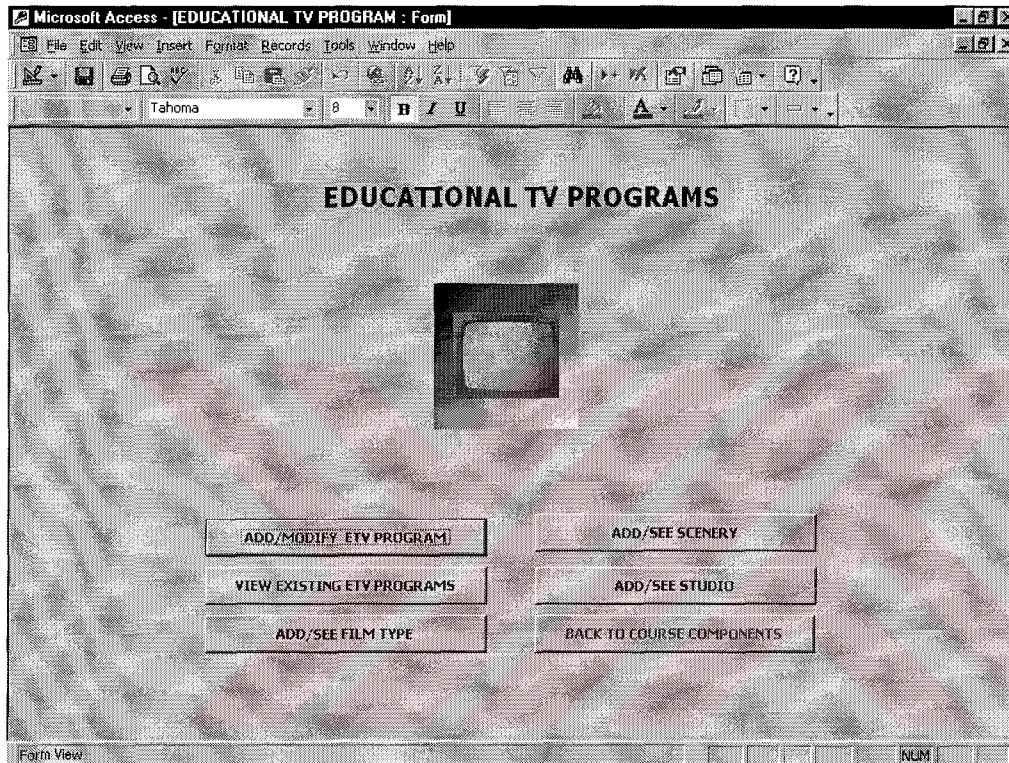 Microsoft Access - [EDUCATIONAL TV PROGRAM : Form]
File Edit View Insert Format Records Tools Window Help
Tahoma 8 B I U A
EDUCATIONAL TV PROGRAMS
ADD/MODIFY ETV PROGRAM ADD/SEE SCENERY
VIEW EXISTING ETV PROGRAMS ADD/SEE STUDIO
ADD/SEE FILM TYPE BACK TO COURSE COMPONENTS
Form View NUM